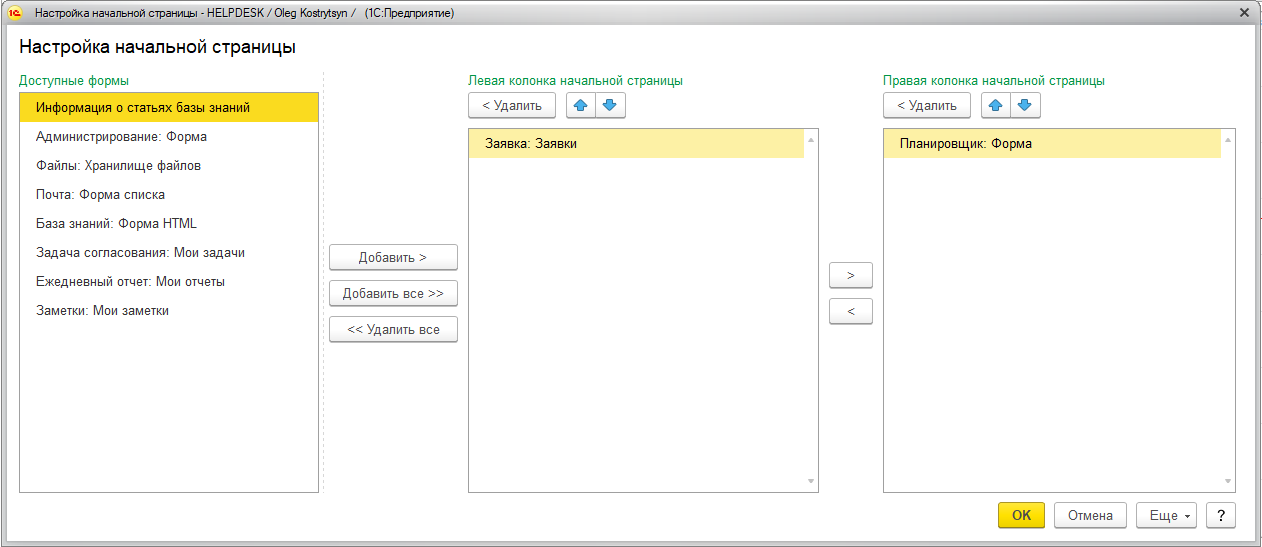 1С Настройка начальной страницы - HELPDESK / Oleg Kostrytsyn / (1С:Предприятие)
Настройка начальной страницы
Доступные формы
Информация о статьях базы знаний
Администрирование: Форма
Файлы: Хранилище файлов
Почта: Форма списка
База знаний: Форма HTML
Задача согласования: Мои задачи
Ежедневный отчет: Мои отчеты
Заметки: Мои заметки
Добавить >
Добавить все >>
<< Удалить все
Левая колонка начальной страницы
< Удалить
Заявка: Заявки
>
<
Правая колонка начальной страницы
< Удалить
Планировщик: Форма
OK Отмена Еще ?